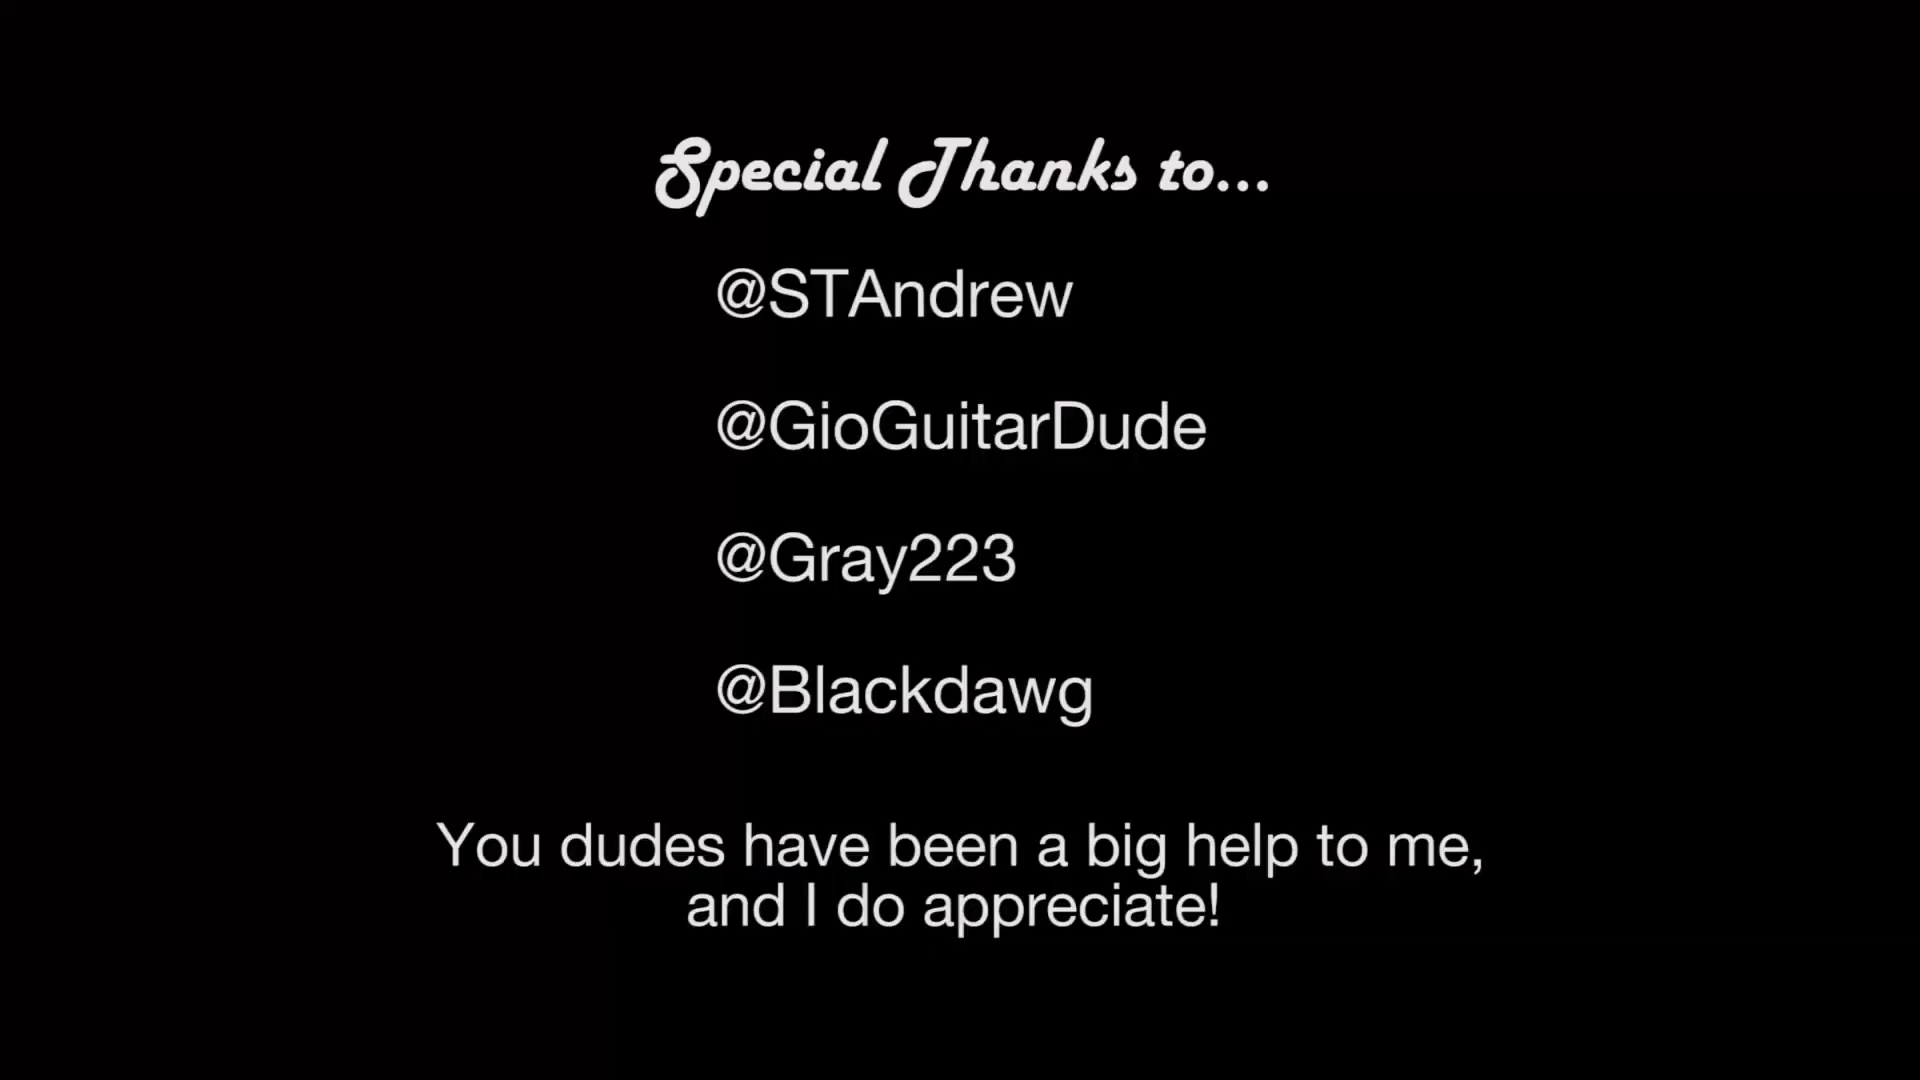 Special Thanks to...
@STAndrew
@GioGuitarDude
@Gray223
@Blackdawg
You dudes have been a big help to me,
and I do appreciate!